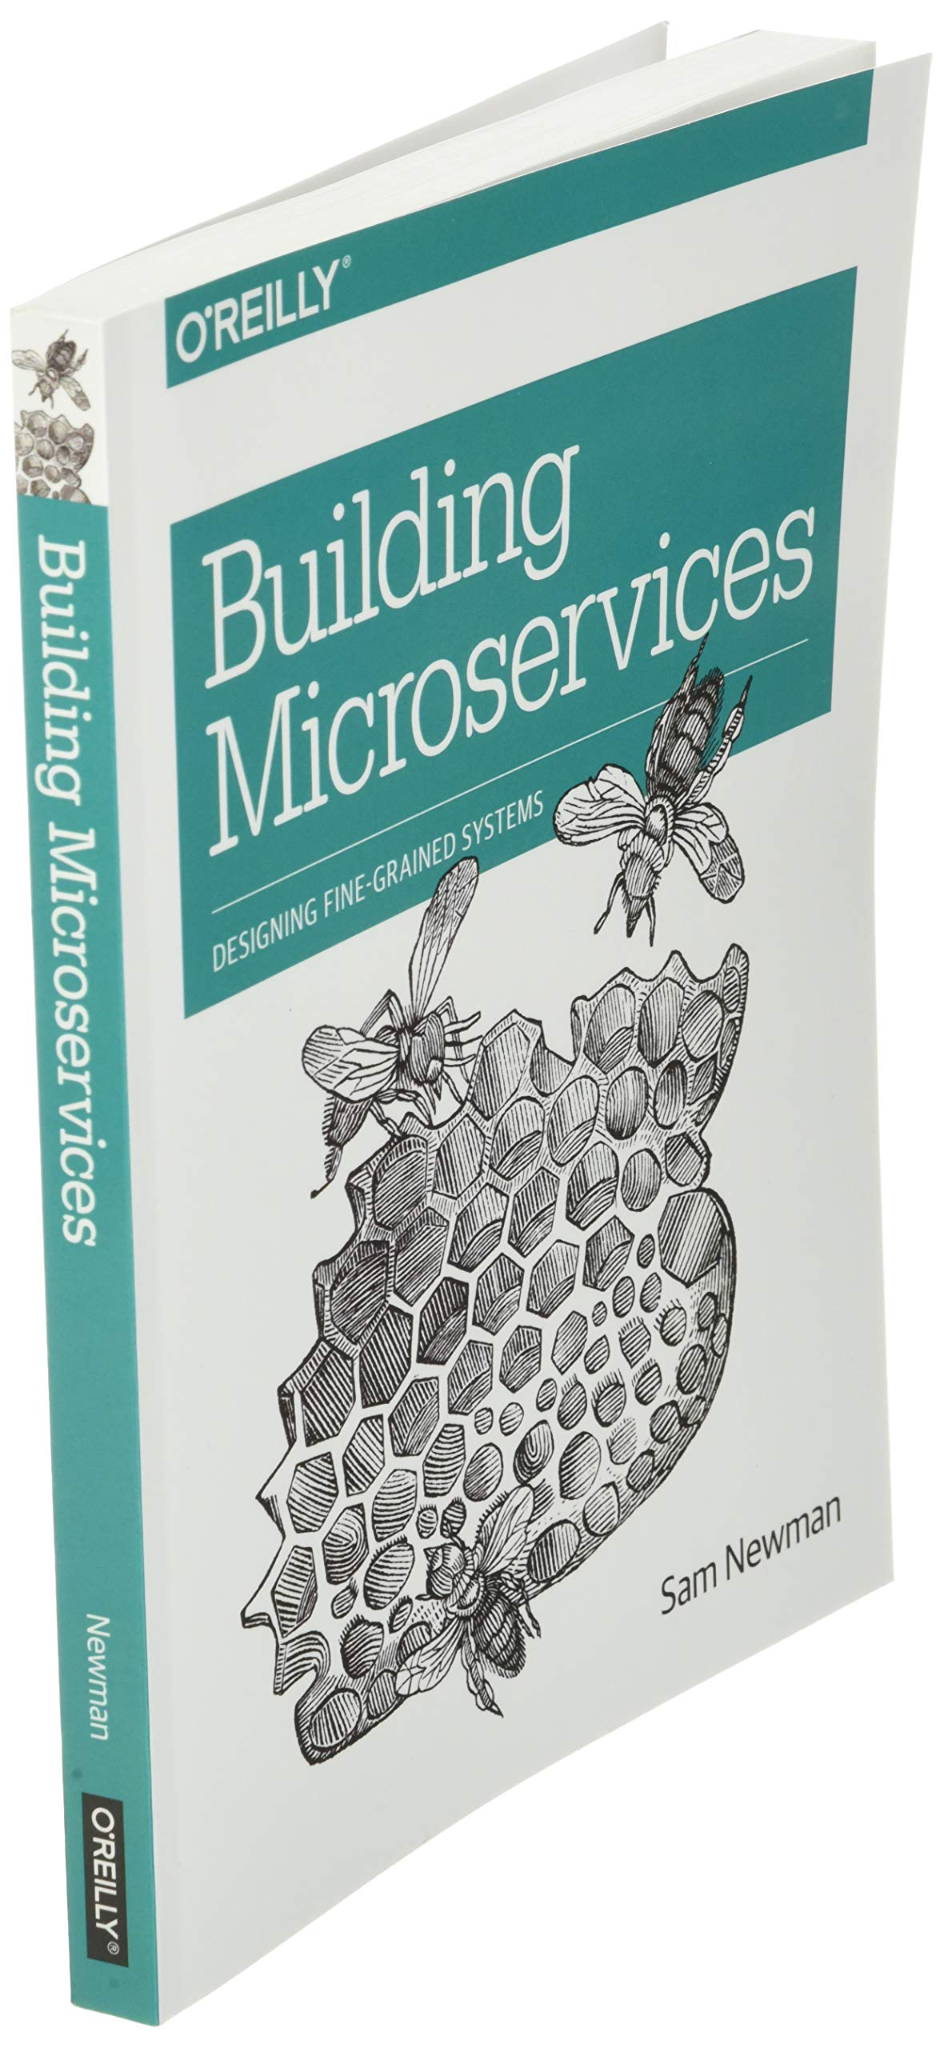 O'REILLY®
Building
Microservices
DESIGNING FINE-GRAINED SYSTEMS
Sam Newman
Building Microservices
Newman
O'REILLY®